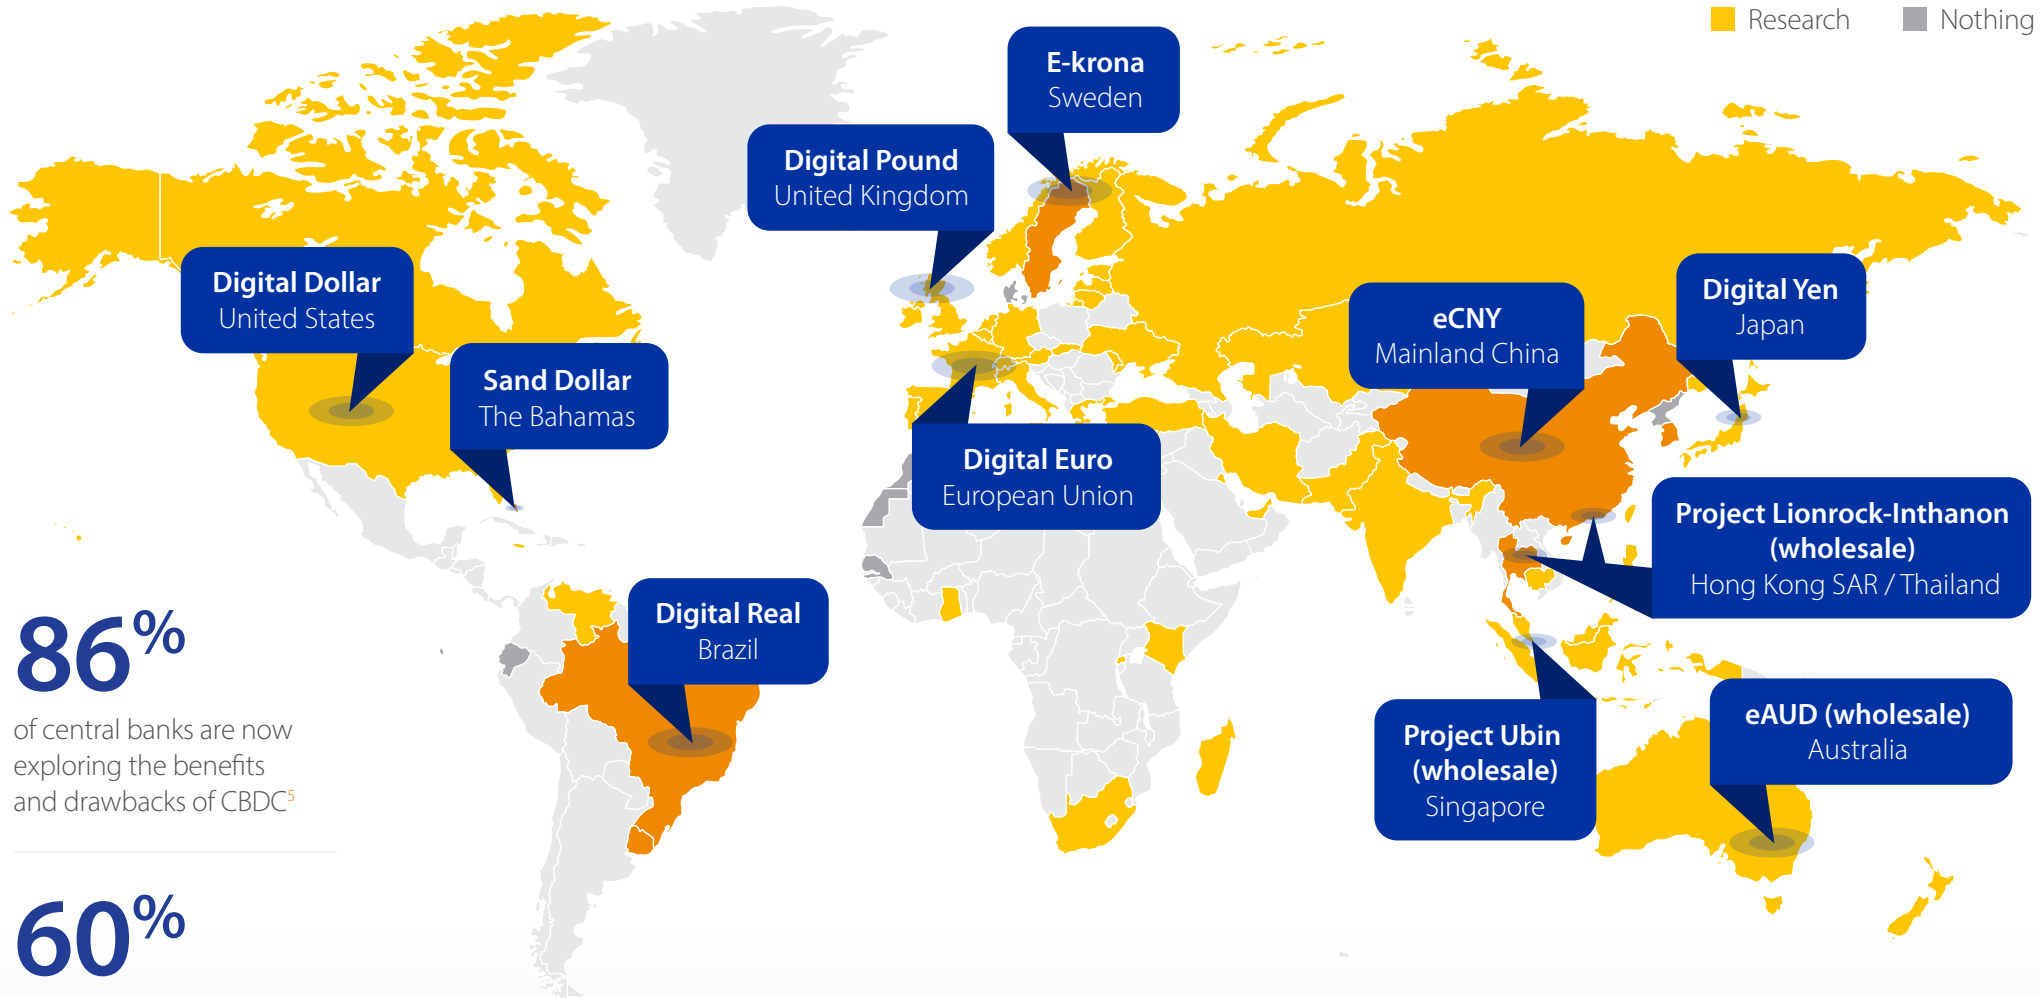 Research
Nothing
E-krona
Sweden
Digital Pound
United Kingdom
Digital Dollar
United States
Digital Yen
Japan
eCNY
Mainland China
Sand Dollar
The Bahamas
Digital Euro
European Union
Project Lionrock-Inthanon
(wholesale)
Hong Kong SAR / Thailand
Digital Real
Brazil
86%
of central banks are now
exploring the benefits
and drawbacks of CBDC5
Project Ubin
(wholesale)
Singapore
eAUD (wholesale)
Australia
60%